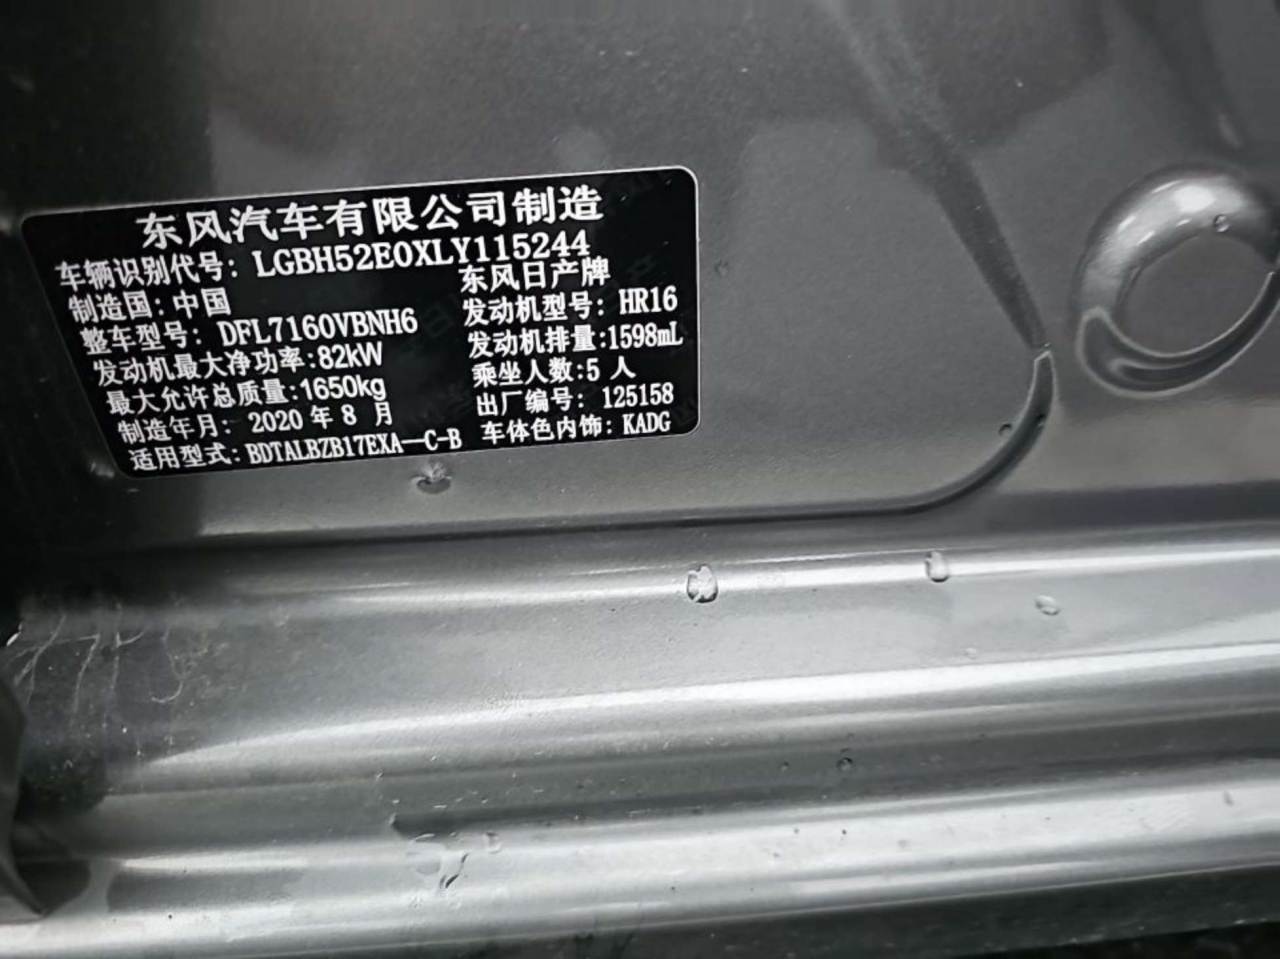 东风汽车有限公司制造
车辆识别代号: LGBH52E0XLY115244
制造国: 中国 东风日产牌
整车型号: DFL7160VBNH6 发动机型号: HR16
发动机最大净功率:82kW 发动机排量:1598mL
最大允许总质量:1650kg 乘坐人数:5 人
制造年月: 2020 年 8 月 出厂编号: 125158
适用型式: BDTALBZB17EXA—C-B 车体色内饰: KADG